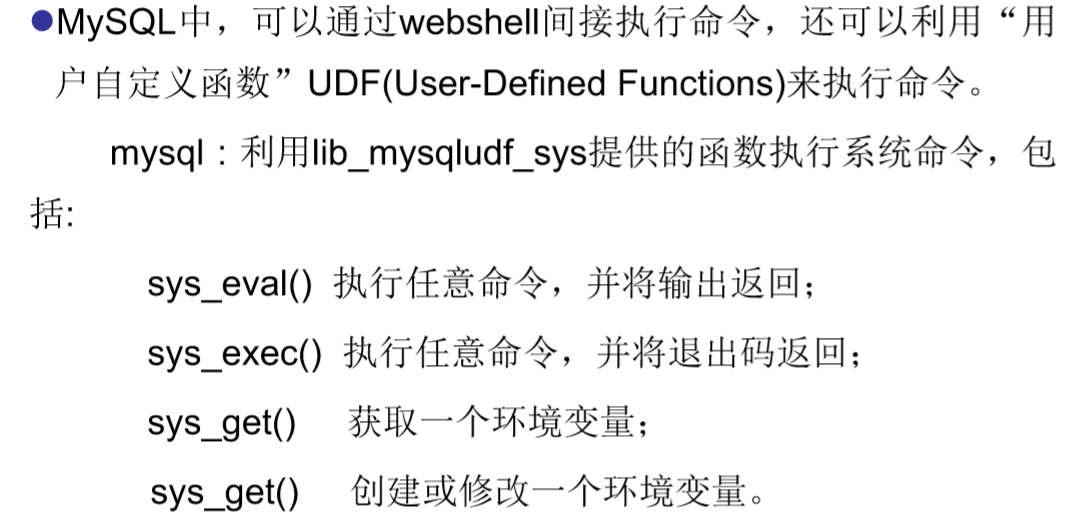 ●MySQL中，可以通过webshell间接执行命令，还可以利用“用
户自定义函数”UDF(User-Defined Functions)来执行命令。
mysql：利用lib_mysqludf_sys提供的函数执行系统命令，包
括:
sys_eval() 执行任意命令，并将输出返回；
sys_exec() 执行任意命令，并将退出码返回；
sys_get() 获取一个环境变量；
sys_get() 创建或修改一个环境变量。